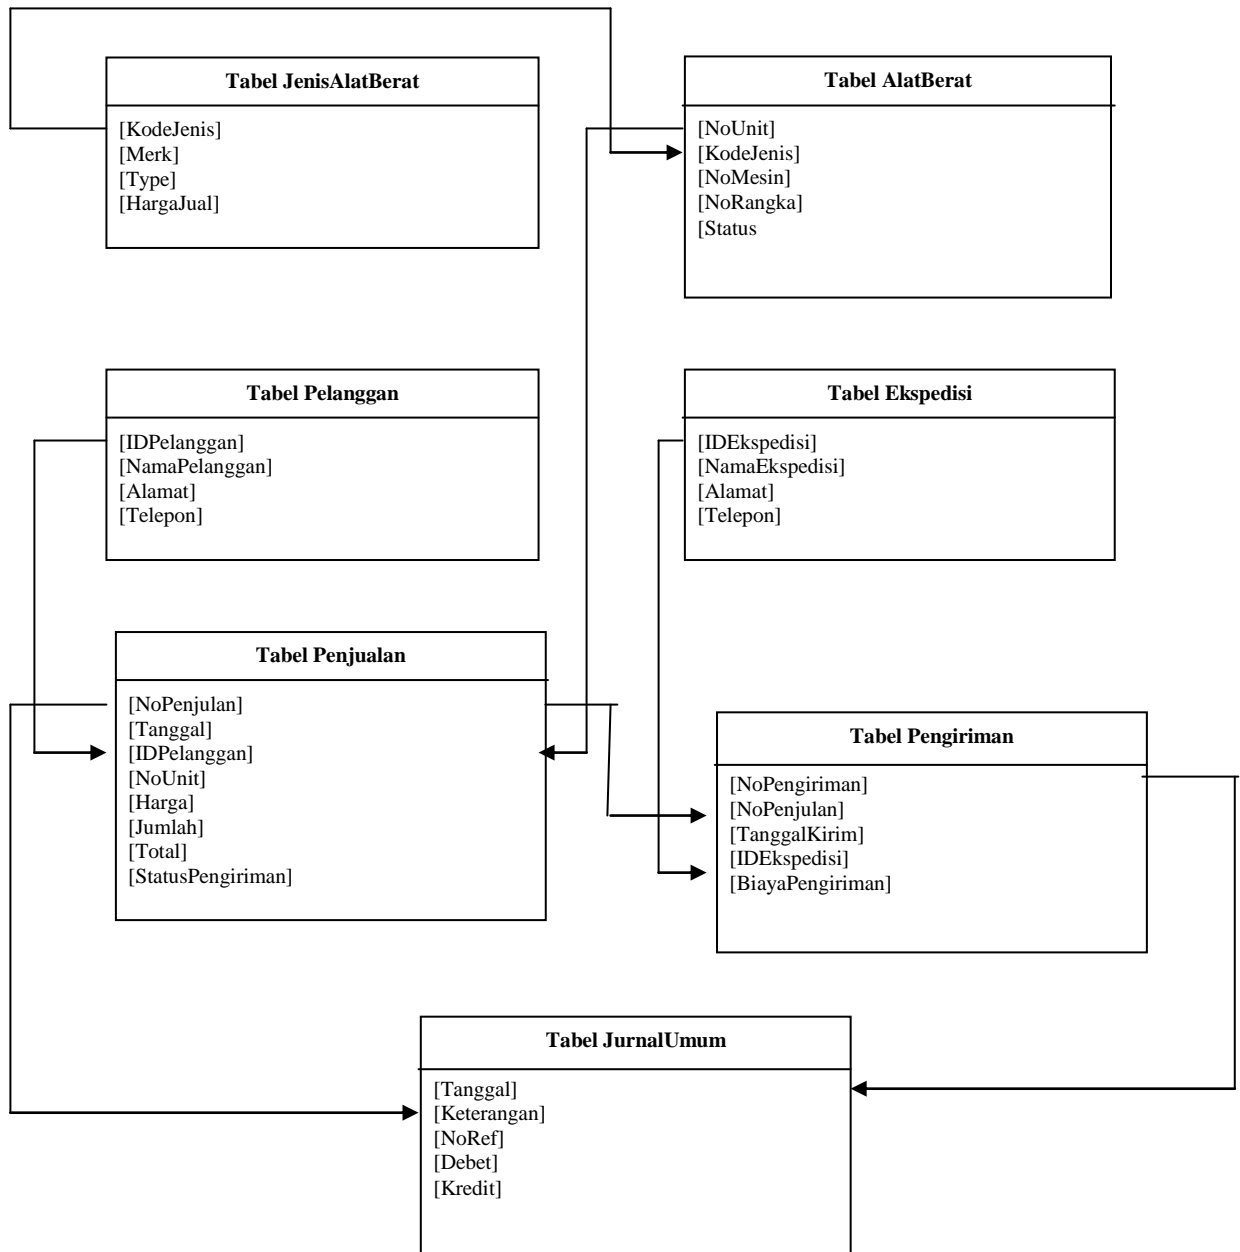 Tabel JenisAlatBerat
[KodeJenis]
[Merk]
[Type]
[HargaJual]
Tabel AlatBerat
[NoUnit]
[KodeJenis]
[NoMesin]
[NoRangka]
[Status
Tabel Pelanggan
[IDPelanggan]
[NamaPelanggan]
[Alamat]
[Telepon]
Tabel Ekspedisi
[IDEkspedisi]
[NamaEkspedisi]
[Alamat]
[Telepon]
Tabel Penjualan
[NoPenjulan]
[Tanggal]
[IDPelanggan]
[NoUnit]
[Harga]
[Jumlah]
[Total]
[StatusPengiriman]
Tabel Pengiriman
[NoPengiriman]
[NoPenjulan]
[TanggalKirim]
[IDEkspedisi]
[BiayaPengiriman]
Tabel JurnalUmum
[Tanggal]
[Keterangan]
[NoRef]
[Debet]
[Kredit]